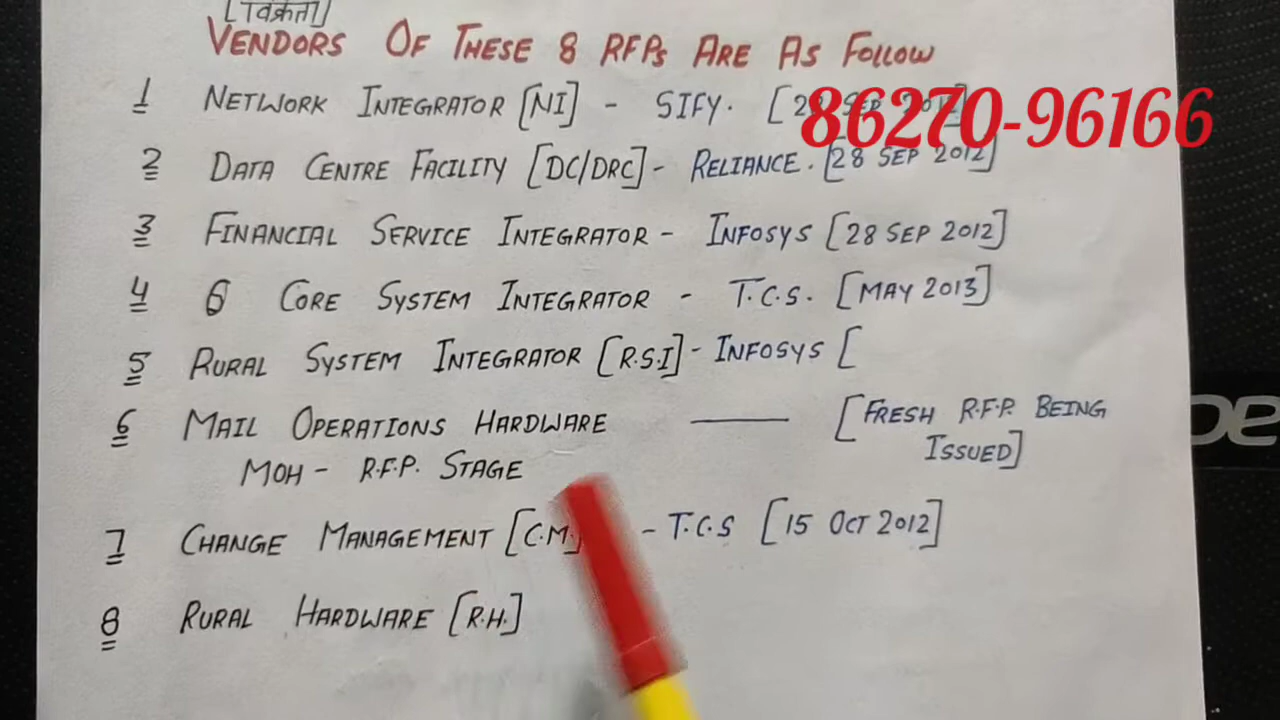 [विक्रेता]
VENDORS OF THESE 8 RFPs ARE AS FOLLOW
1 NETWORK INTEGRATOR [NI] - SIFY. [28 SEP 2012]
86270-96166
2 DATA CENTRE FACILITY [DC/DRC] - RELIANCE. [28 SEP 2012]
3 FINANCIAL SERVICE INTEGRATOR - INFOSYS [28 SEP 2012]
4 CORE SYSTEM INTEGRATOR - T.C.S. [MAY 2013]
5 RURAL SYSTEM INTEGRATOR [R.S.I] - INFOSYS [
6 MAIL OPERATIONS HARDWARE —— [FRESH R.F.P. BEING
ISSUED]
MOH - R.F.P. STAGE
7 CHANGE MANAGEMENT [C.M.] - T.C.S [15 OCT 2012]
8 RURAL HARDWARE [R.H.]